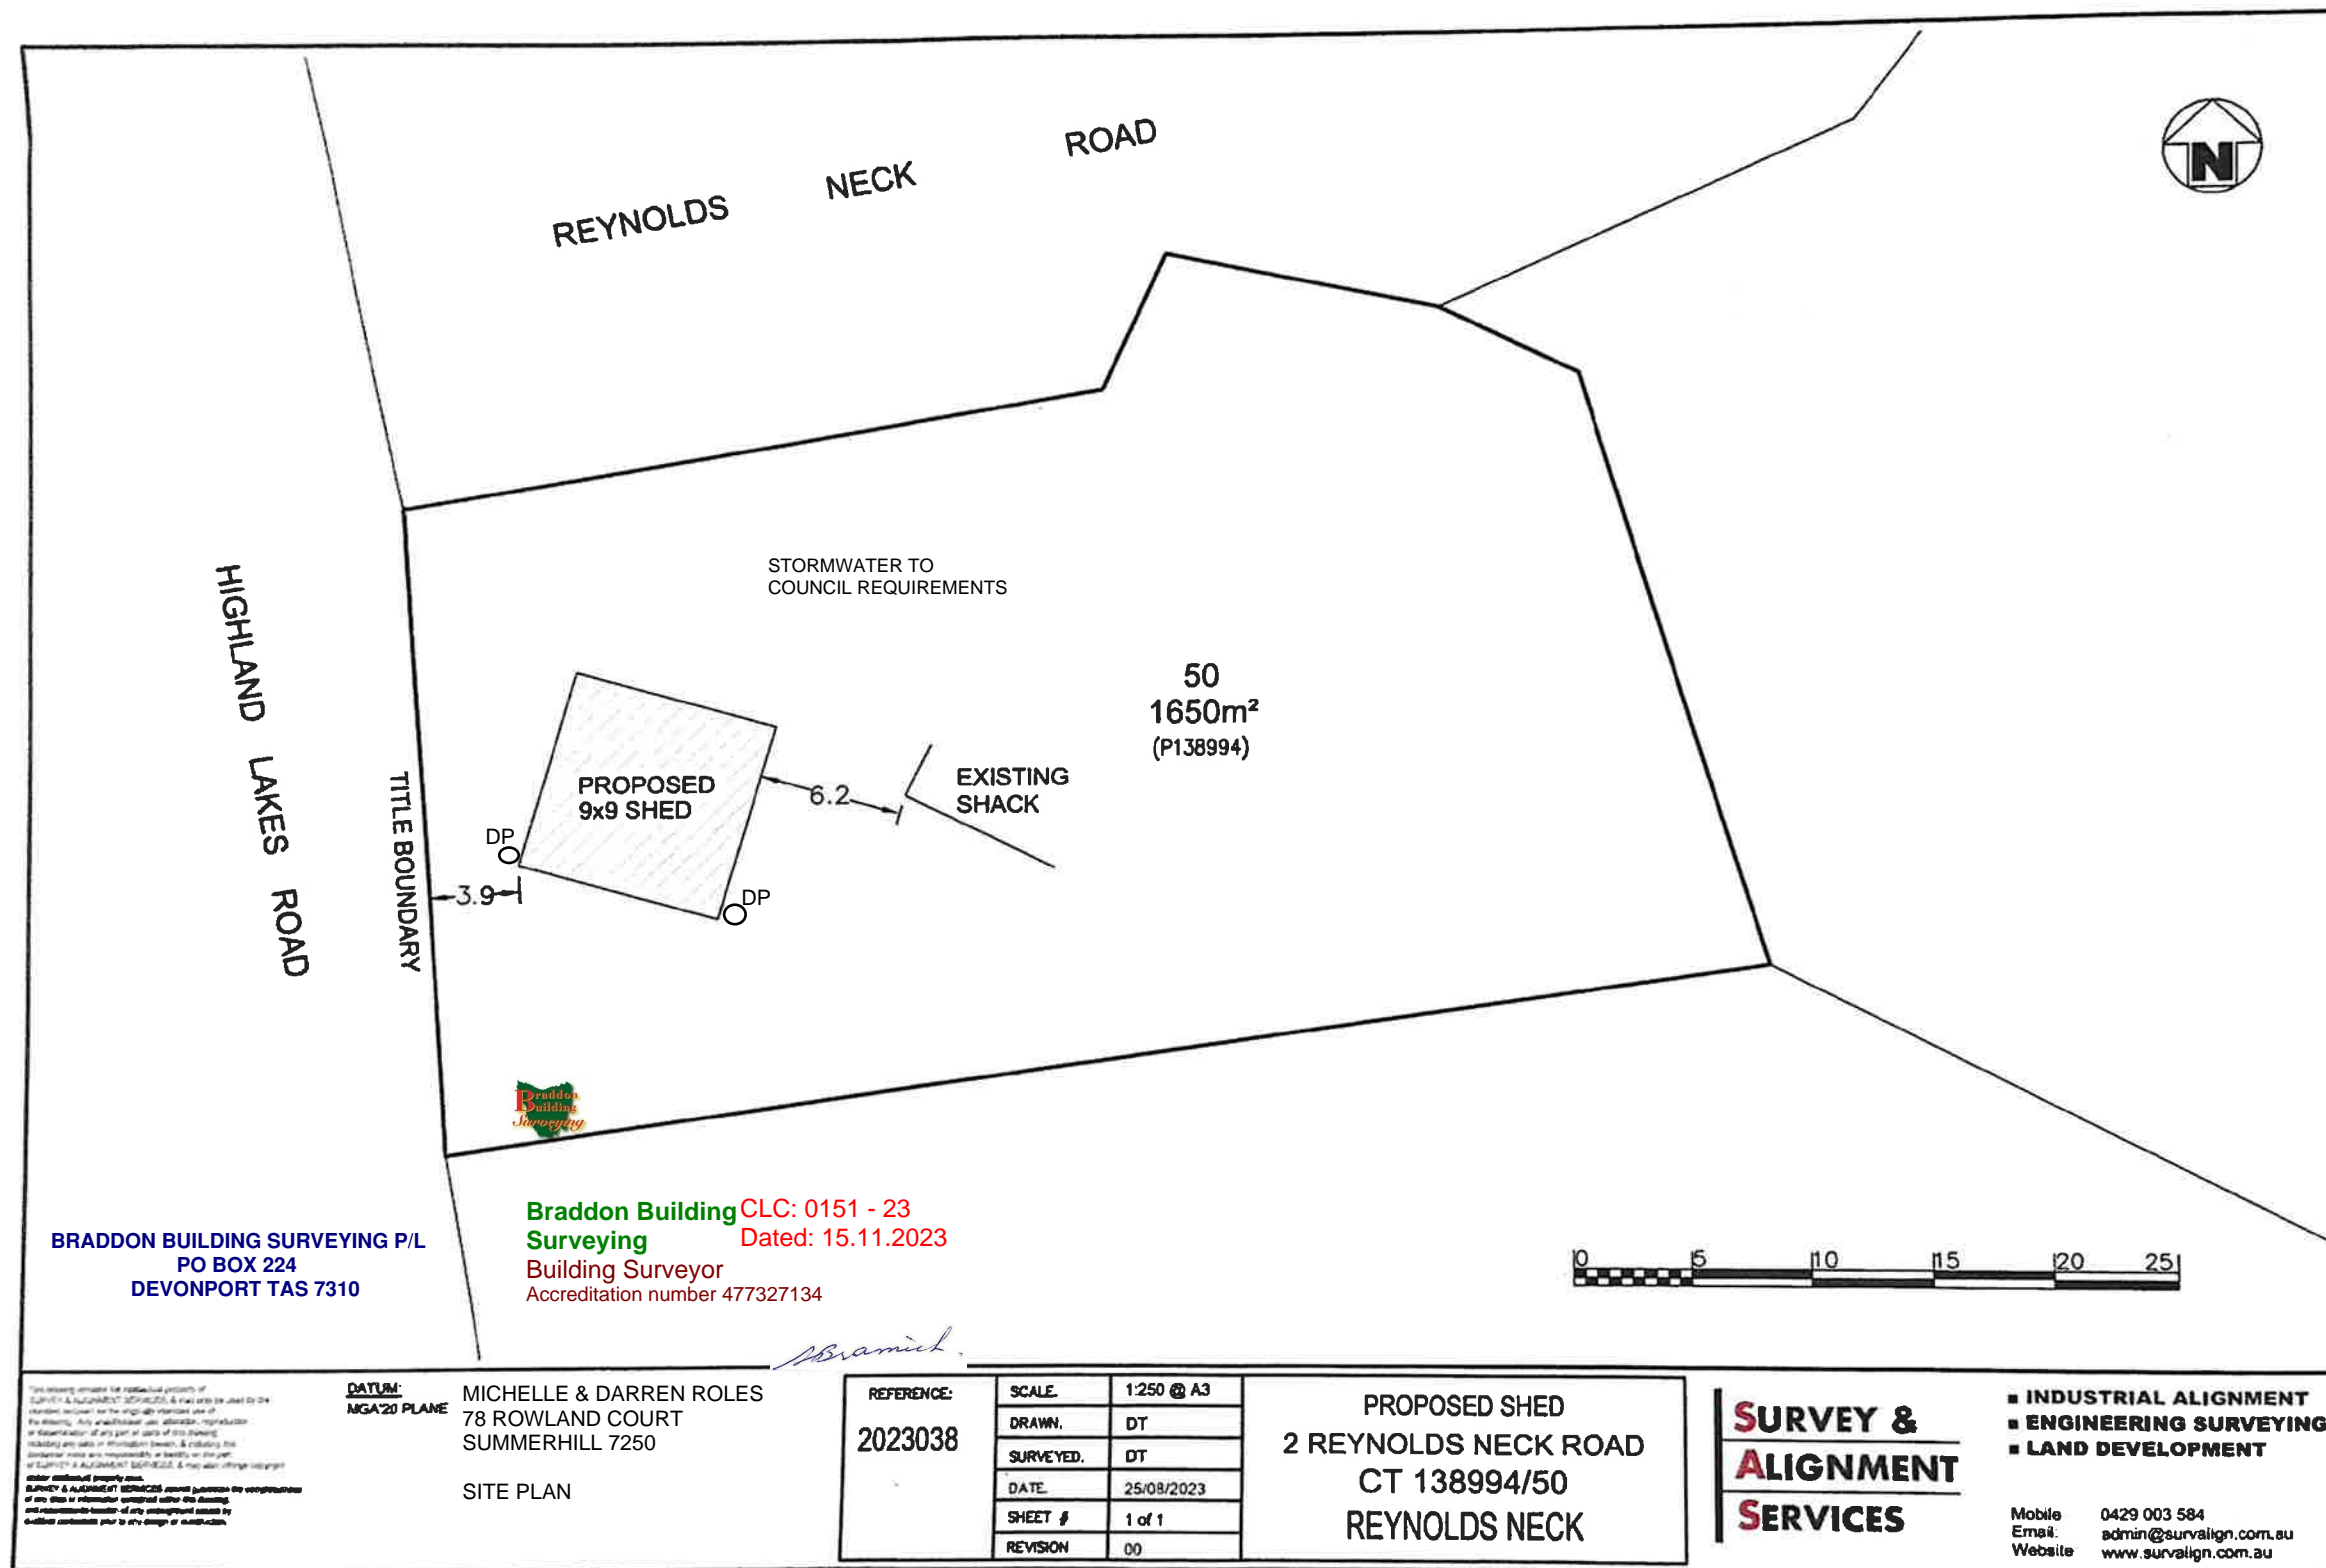 REYNOLDS NECK ROAD
N
HIGHLAND LAKES ROAD
TITLE BOUNDARY
STORMWATER TO
COUNCIL REQUIREMENTS
50
1650m²
(P138994)
PROPOSED
9x9 SHED
6.2
EXISTING
SHACK
DP
3.9
DP
Braddon
Building
Surveying
BRADDON BUILDING SURVEYING P/L
PO BOX 224
DEVONPORT TAS 7310
Braddon Building
Surveying
CLC: 0151 - 23
Dated: 15.11.2023
Building Surveyor
Accreditation number 477327134
0 5 10 15 20 25
DATUM:
MGA'20 PLANE
MICHELLE & DARREN ROLES
78 ROWLAND COURT
SUMMERHILL 7250
SITE PLAN
REFERENCE:
2023038
SCALE. 1:250 @ A3
DRAWN. DT
SURVEYED. DT
DATE. 25/08/2023
SHEET # 1 of 1
REVISION 00
PROPOSED SHED
2 REYNOLDS NECK ROAD
CT 138994/50
REYNOLDS NECK
SURVEY &
ALIGNMENT
SERVICES
INDUSTRIAL ALIGNMENT
ENGINEERING SURVEYING
LAND DEVELOPMENT
Mobile 0429 003 584
Email: admin@survalign.com.au
Website www.survalign.com.au